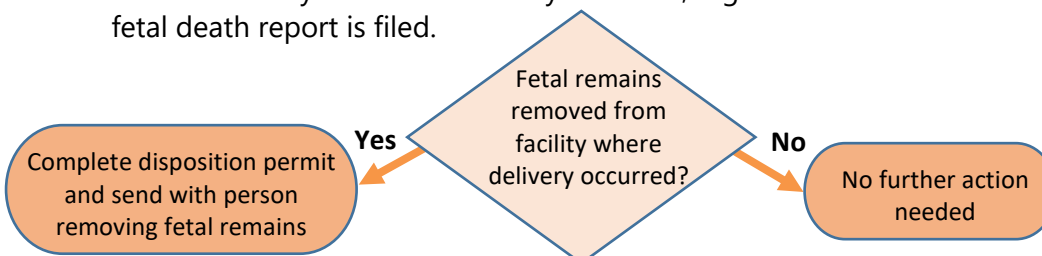 fetal death report is filed.
Fetal remains
removed from
facility where
delivery occurred?
Yes
No
Complete disposition permit
and send with person
removing fetal remains
No further action
needed